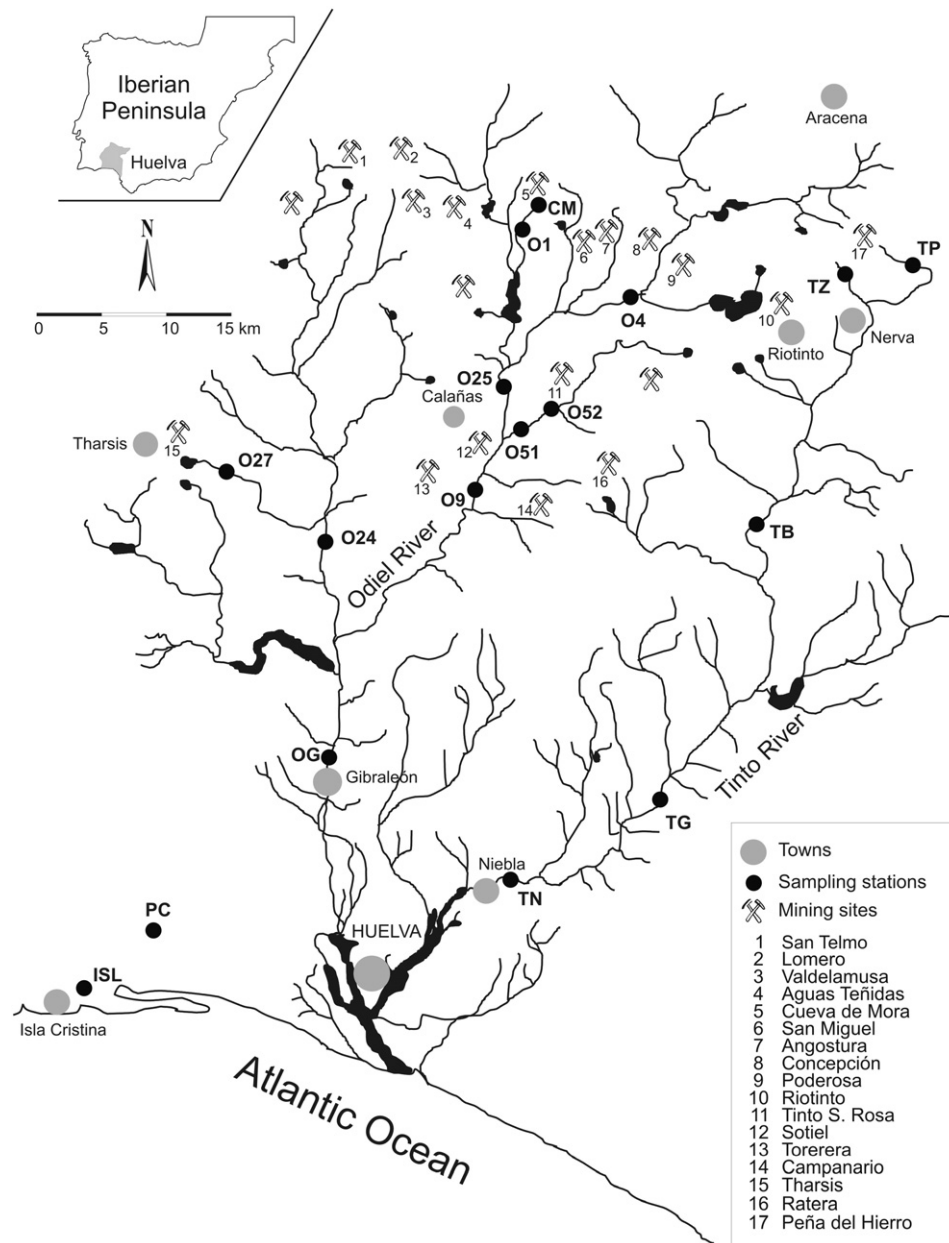 Iberian
Peninsula
Huelva
Aracena
N
0 5 10 15 km
1
2
3
4
5
CM
O1
6
7
8
9
17
TP
TZ
10
Riotinto
Nerva
O4
O25
Calañas
11
O52
O51
Tharsis
15
O27
12
13
16
O9
14
O24
TB
Odiel River
OG
Gibraleón
Tinto River
TG
Niebla
TN
PC
HUELVA
ISL
Isla Cristina
Atlantic Ocean
Towns
Sampling stations
Mining sites
1 San Telmo
2 Lomero
3 Valdelamusa
4 Aguas Teñidas
5 Cueva de Mora
6 San Miguel
7 Angostura
8 Concepción
9 Poderosa
10 Riotinto
11 Tinto S. Rosa
12 Sotiel
13 Torerera
14 Campanario
15 Tharsis
16 Ratera
17 Peña del Hierro